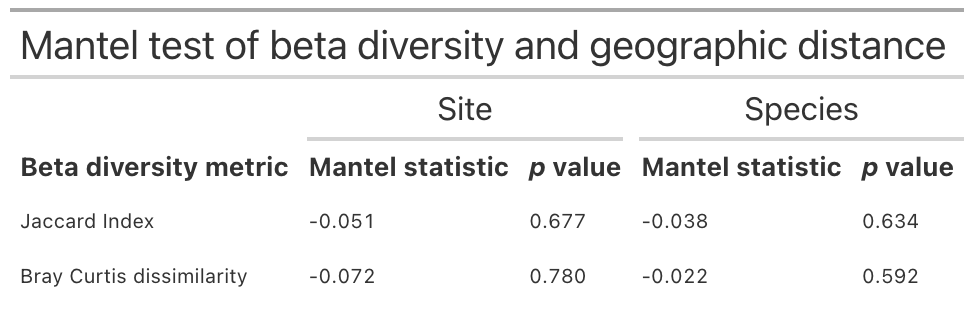 Mantel test of beta diversity and geographic distance
Site Species
Beta diversity metric Mantel statistic p value Mantel statistic p value
Jaccard Index -0.051 0.677 -0.038 0.634
Bray Curtis dissimilarity -0.072 0.780 -0.022 0.592